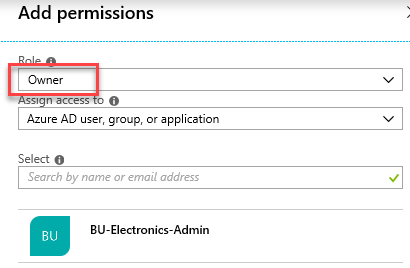 Add permissions
Role
Owner
Assign access to
Azure AD user, group, or application
Select
Search by name or email address
BU
BU-Electronics-Admin